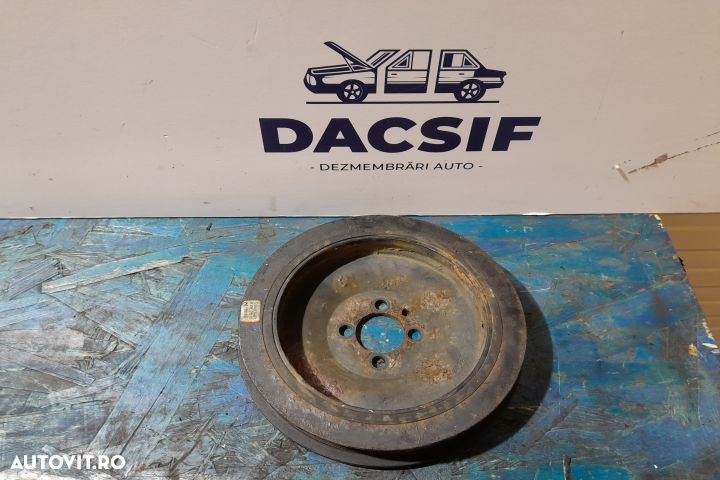 DACSIF
- DEZMEMBRĂRI AUTO -
AUTOVIT.RO